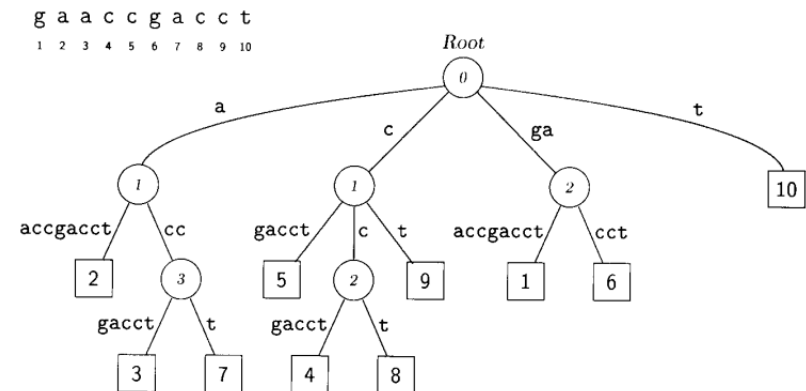 g a a c c g a c c t
1 2 3 4 5 6 7 8 9 10
Root
0
a
c
ga
t
1
1
2
10
accgacct
cc
gacct
c
t
accgacct
cct
2
3
5
2
9
1
6
gacct
t
gacct
t
3
7
4
8